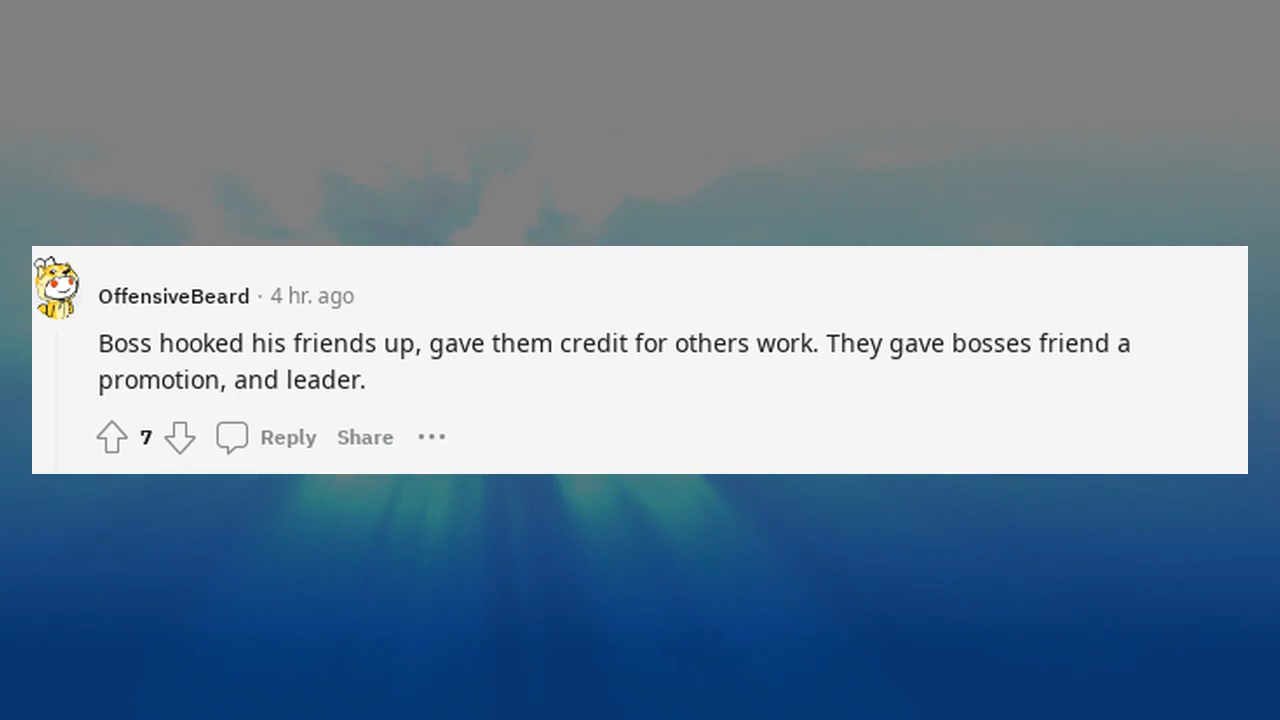 OffensiveBeard · 4 hr. ago
Boss hooked his friends up, gave them credit for others work. They gave bosses friend a
promotion, and leader.
7 Reply Share ···